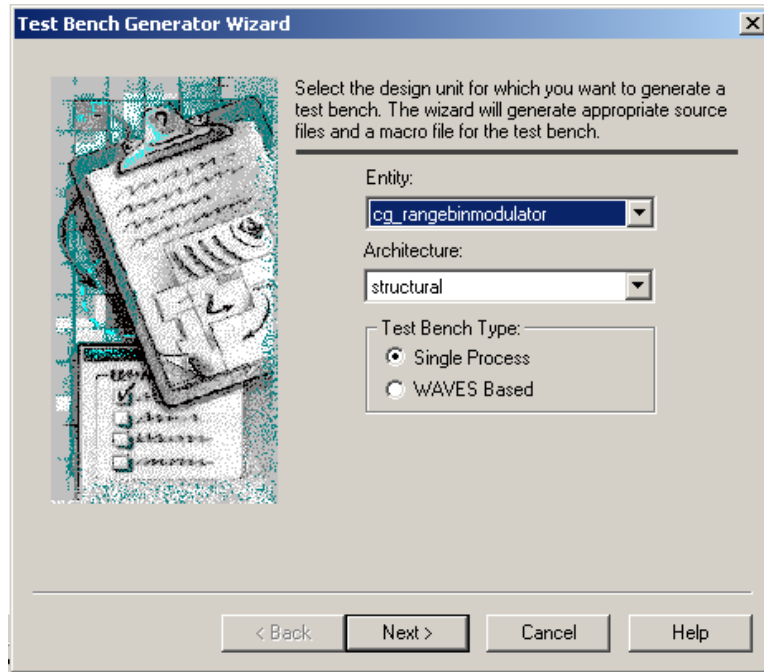 Test Bench Generator Wizard
Select the design unit for which you want to generate a
test bench. The wizard will generate appropriate source
files and a macro file for the test bench.
Entity:
cg_rangebinmodulator
Architecture:
structural
Test Bench Type:
Single Process
WAVES Based
< Back
Next >
Cancel
Help